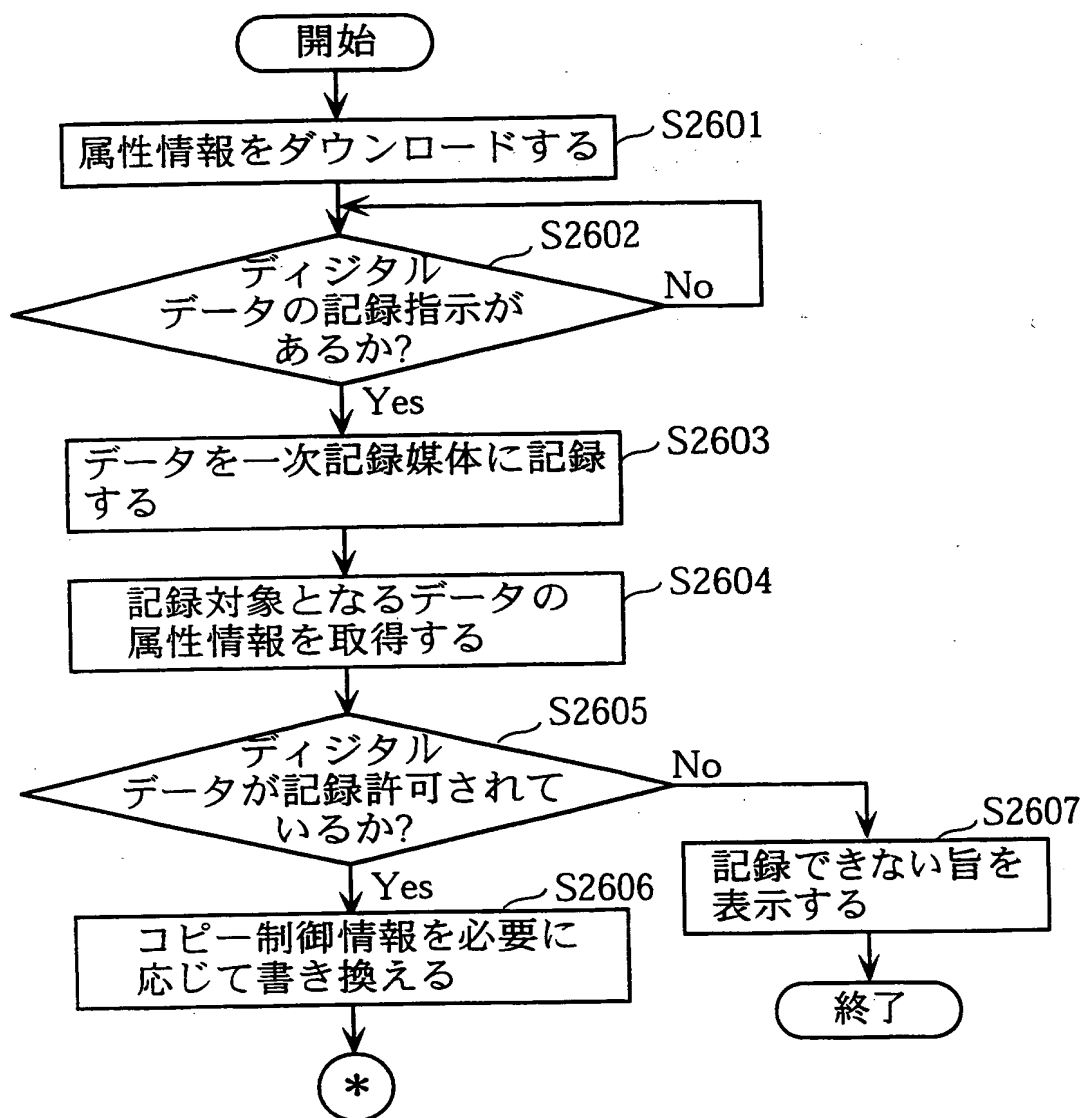 開始
属性情報をダウンロードする
S2601
S2602
ディジタル
データの記録指示が
あるか?
No
Yes
S2603
データを一次記録媒体に記録
する
S2604
記録対象となるデータの
属性情報を取得する
S2605
ディジタル
データが記録許可されて
いるか?
No
Yes
S2606
コピー制御情報を必要に
応じて書き換える
S2607
記録できない旨を
表示する
終了
*